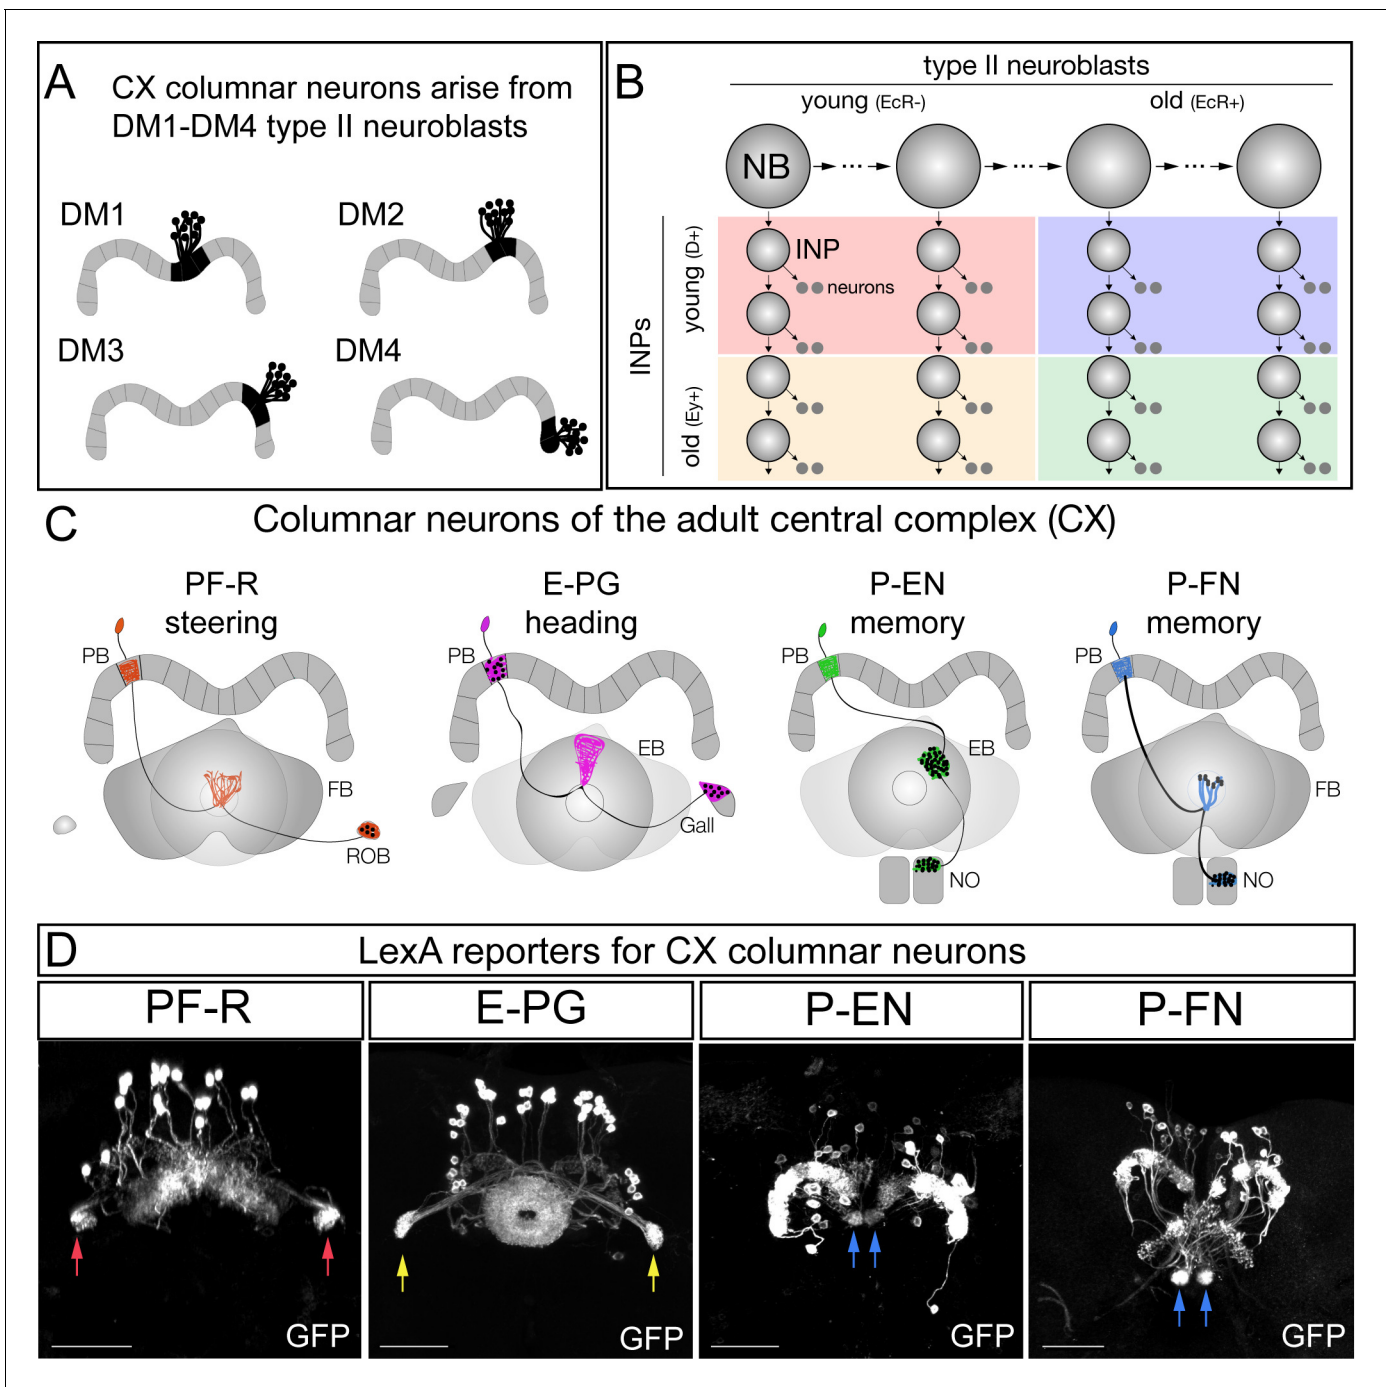 A
CX columnar neurons arise from
DM1-DM4 type II neuroblasts
DM1
DM2
DM3
DM4
B
type II neuroblasts
young (EcR-)
old (EcR+)
NB
...
...
...
INPs
young (D+)
old (Ey+)
INP
neurons
C
Columnar neurons of the adult central complex (CX)
PF-R
steering
PB
FB
ROB
E-PG
heading
PB
EB
Gall
P-EN
memory
PB
EB
NO
P-FN
memory
PB
FB
NO
D
LexA reporters for CX columnar neurons
PF-R
E-PG
P-EN
P-FN
GFP
GFP
GFP
GFP